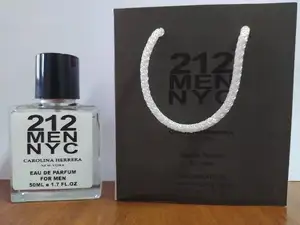 212
MEN
NYC
CAROLINA HERRERA
NEW YORK
EAU DE PARFUM
FOR MEN
50ML e 1.7 FL.OZ
212
MEN
NYC